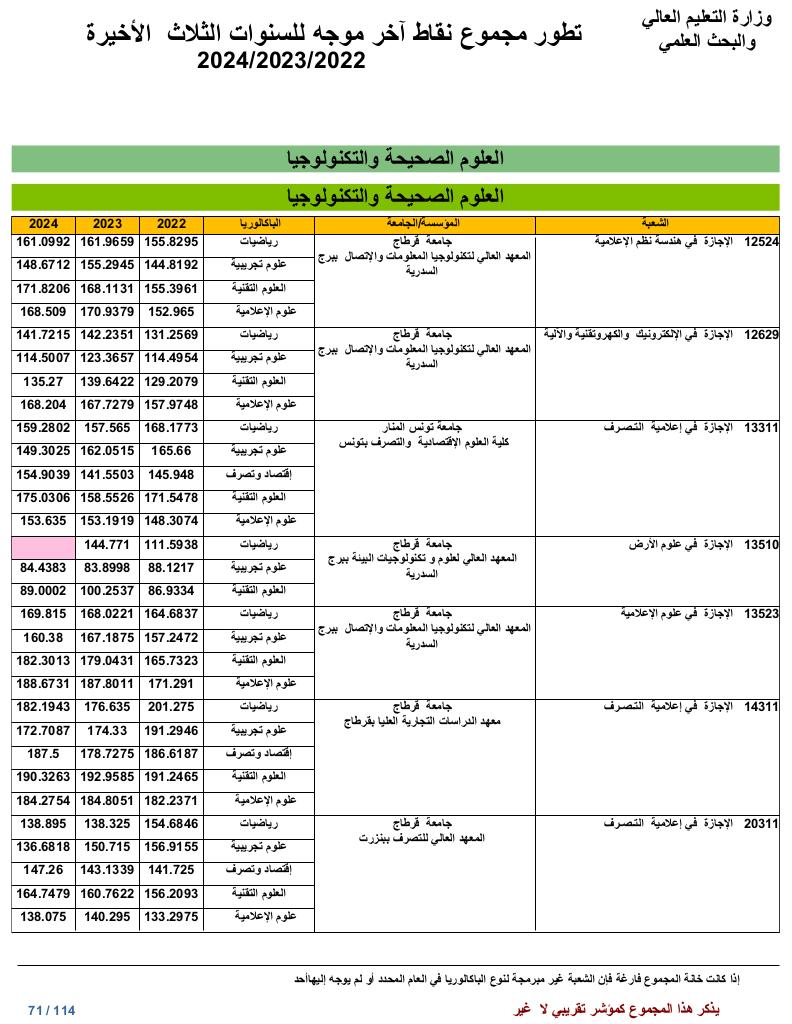 وزارة التعليم العالي
والبحث العلمي
تطور مجموع نقاط آخر موجه للسنوات الثلاث الأخيرة
2024/2023/2022
العلوم الصحيحة والتكنولوجيا
العلوم الصحيحة والتكنولوجيا
الشعبة المؤسسة/الجامعة الباكالوريا 2022 2023 2024
12524 الإجازة في هندسة نظم الإعلامية جامعة قرطاج رياضيات 155.8295 161.9659 161.0992
المعهد العالي لتكنولوجيا المعلومات والإتصال ببرج علوم تجريبية 144.8192 155.2945 148.6712
السدرية
العلوم التقنية 155.3961 168.1131 171.8206
علوم الإعلامية 152.965 170.9379 168.509
12629 الإجازة في الإلكترونيك والكهروتقنية والآلية جامعة قرطاج رياضيات 131.2569 142.2351 141.7215
المعهد العالي لتكنولوجيا المعلومات والإتصال ببرج علوم تجريبية 114.4954 123.3657 114.5007
السدرية
العلوم التقنية 129.2079 139.6422 135.27
علوم الإعلامية 157.9748 167.7279 168.204
13311 الإجازة في إعلامية التصرف جامعة تونس المنار رياضيات 168.1773 157.565 159.2802
كلية العلوم الإقتصادية والتصرف بتونس علوم تجريبية 165.66 162.0515 149.3025
إقتصاد وتصرف 145.948 141.5503 154.9039
العلوم التقنية 171.5478 158.5526 175.0306
علوم الإعلامية 148.3074 153.1919 153.635
13510 الإجازة في علوم الأرض جامعة قرطاج رياضيات 111.5938 144.771
المعهد العالي لعلوم و تكنولوجيات البيئة ببرج علوم تجريبية 88.1217 83.8998 84.4383
السدرية
العلوم التقنية 86.9334 100.2537 89.0002
13523 الإجازة في علوم الإعلامية جامعة قرطاج رياضيات 164.6837 168.0221 169.815
المعهد العالي لتكنولوجيا المعلومات والإتصال ببرج علوم تجريبية 157.2472 167.1875 160.38
السدرية
العلوم التقنية 165.7323 179.0431 182.3013
علوم الإعلامية 171.291 187.8011 188.6731
14311 الإجازة في إعلامية التصرف جامعة قرطاج رياضيات 201.275 176.635 182.1943
معهد الدراسات التجارية العليا بقرطاج علوم تجريبية 191.2946 174.33 172.7087
إقتصاد وتصرف 186.6187 178.7275 187.5
العلوم التقنية 191.2465 192.9585 190.3263
علوم الإعلامية 182.2371 184.8051 184.2754
20311 الإجازة في إعلامية التصرف جامعة قرطاج رياضيات 154.6846 138.325 138.895
المعهد العالي للتصرف ببنزرت علوم تجريبية 156.9155 150.715 136.6818
إقتصاد وتصرف 141.725 143.1339 147.26
العلوم التقنية 156.2093 160.7622 164.7479
علوم الإعلامية 133.2975 140.295 138.075
إذا كانت خانة المجموع فارغة فإن الشعبة غير مبرمجة لنوع الباكالوريا في العام المحدد أو لم يوجه إليهاأحد
يذكر هذا المجموع كمؤشر تقريبي لا غير
71 / 114